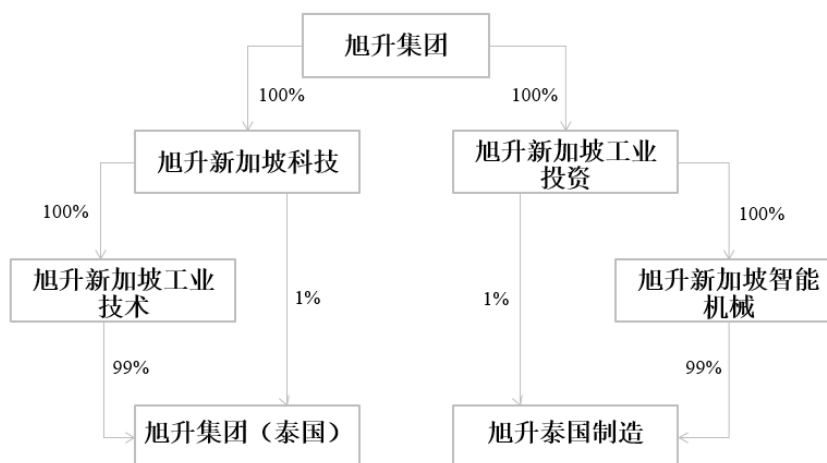 旭升集团
100%
100%
旭升新加坡科技
旭升新加坡工业
投资
100%
100%
旭升新加坡工业
技术
1%
1%
旭升新加坡智能
机械
99%
99%
旭升集团（泰国）
旭升泰国制造